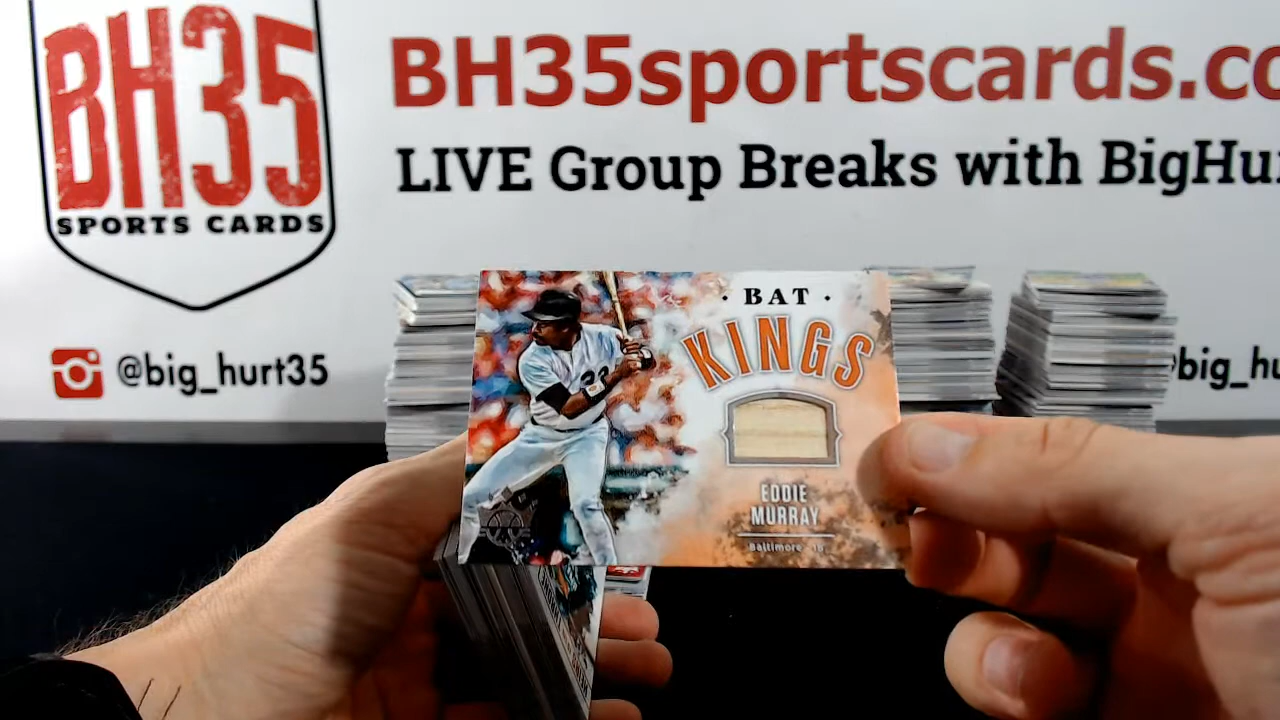 BH35
SPORTS CARDS
BH35sportscards.co
LIVE Group Breaks with BigHu
@big_hurt35
big_hu
BAT
KINGS
EDDIE
MURRAY
Baltimore